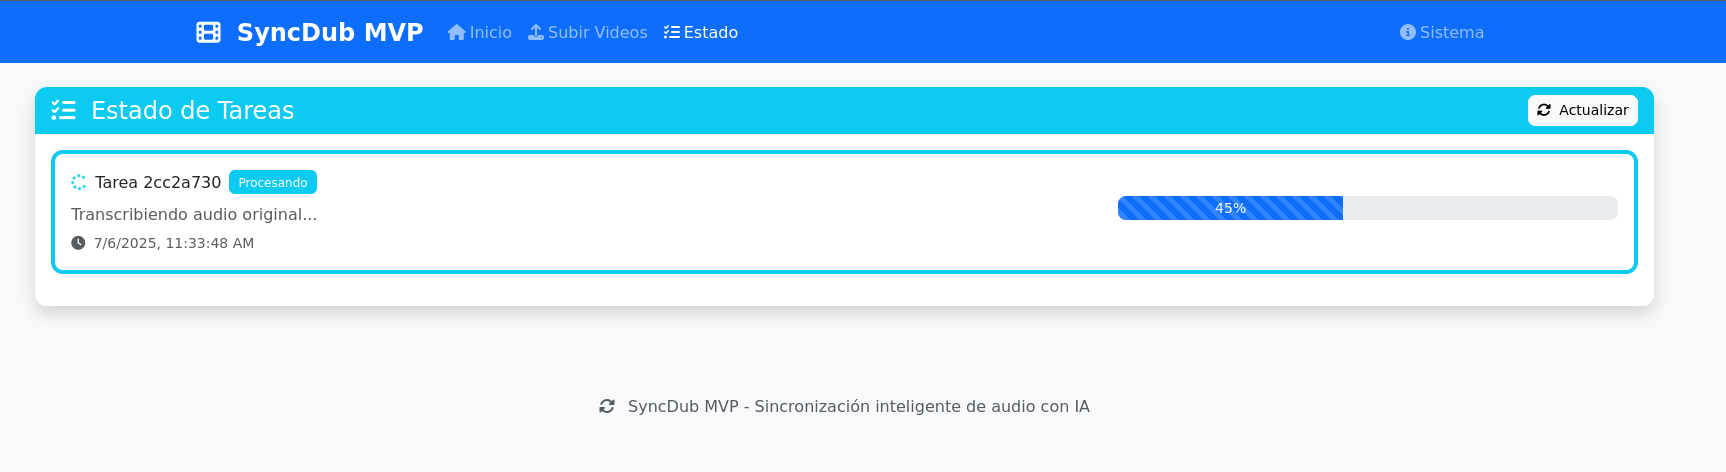 SyncDub MVP Inicio Subir Videos Estado Sistema
Estado de Tareas Actualizar
Tarea 2cc2a730 Procesando
Transcribiendo audio original...
45%
7/6/2025, 11:33:48 AM
SyncDub MVP - Sincronización inteligente de audio con IA